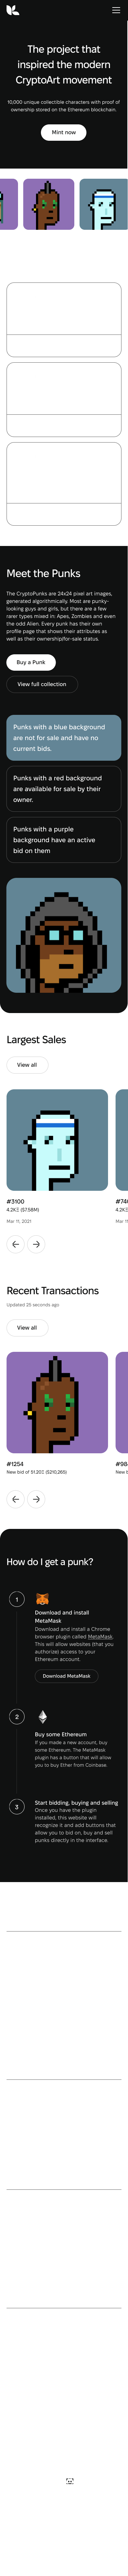 The project that
inspired the modern
CryptoArt movement
10,000 unique collectible characters with proof of
ownership stored on the Ethereum blockchain.
Mint now
Meet the Punks
The CryptoPunks are 24x24 pixel art images,
generated algorithmically. Most are punky-
looking guys and girls, but there are a few
rarer types mixed in: Apes, Zombies and even
the odd Alien. Every punk has their own
profile page that shows their attributes as
well as their ownership/for-sale status.
Buy a Punk
View full collection
Punks with a blue background
are not for sale and have no
current bids.
Punks with a red background
are available for sale by their
owner.
Punks with a purple
background have an active
bid on them
Largest Sales
View all
#3100
4.2KΞ ($7.58M)
Mar 11, 2021
4.2KΞ
Mar 11
Recent Transactions
Updated 25 seconds ago
View all
#1254
New bid of 51.20Ξ ($210,265)
New b
How do I get a punk?
1
Download and install
MetaMask
Download and install a Chrome
browser plugin called MetaMask.
This will allow websites (that you
authorize) access to your
Ethereum account.
Download MetaMask
2
Buy some Ethereum
If you made a new account, buy
some Ethereum. The MetaMask
plugin has a button that will allow
you to buy Ether from Coinbase.
3
Start bidding, buying and selling
Once you have the plugin
installed, this website will
recognize it and add buttons that
allow you to bid on, buy and sell
punks directly in the interface.